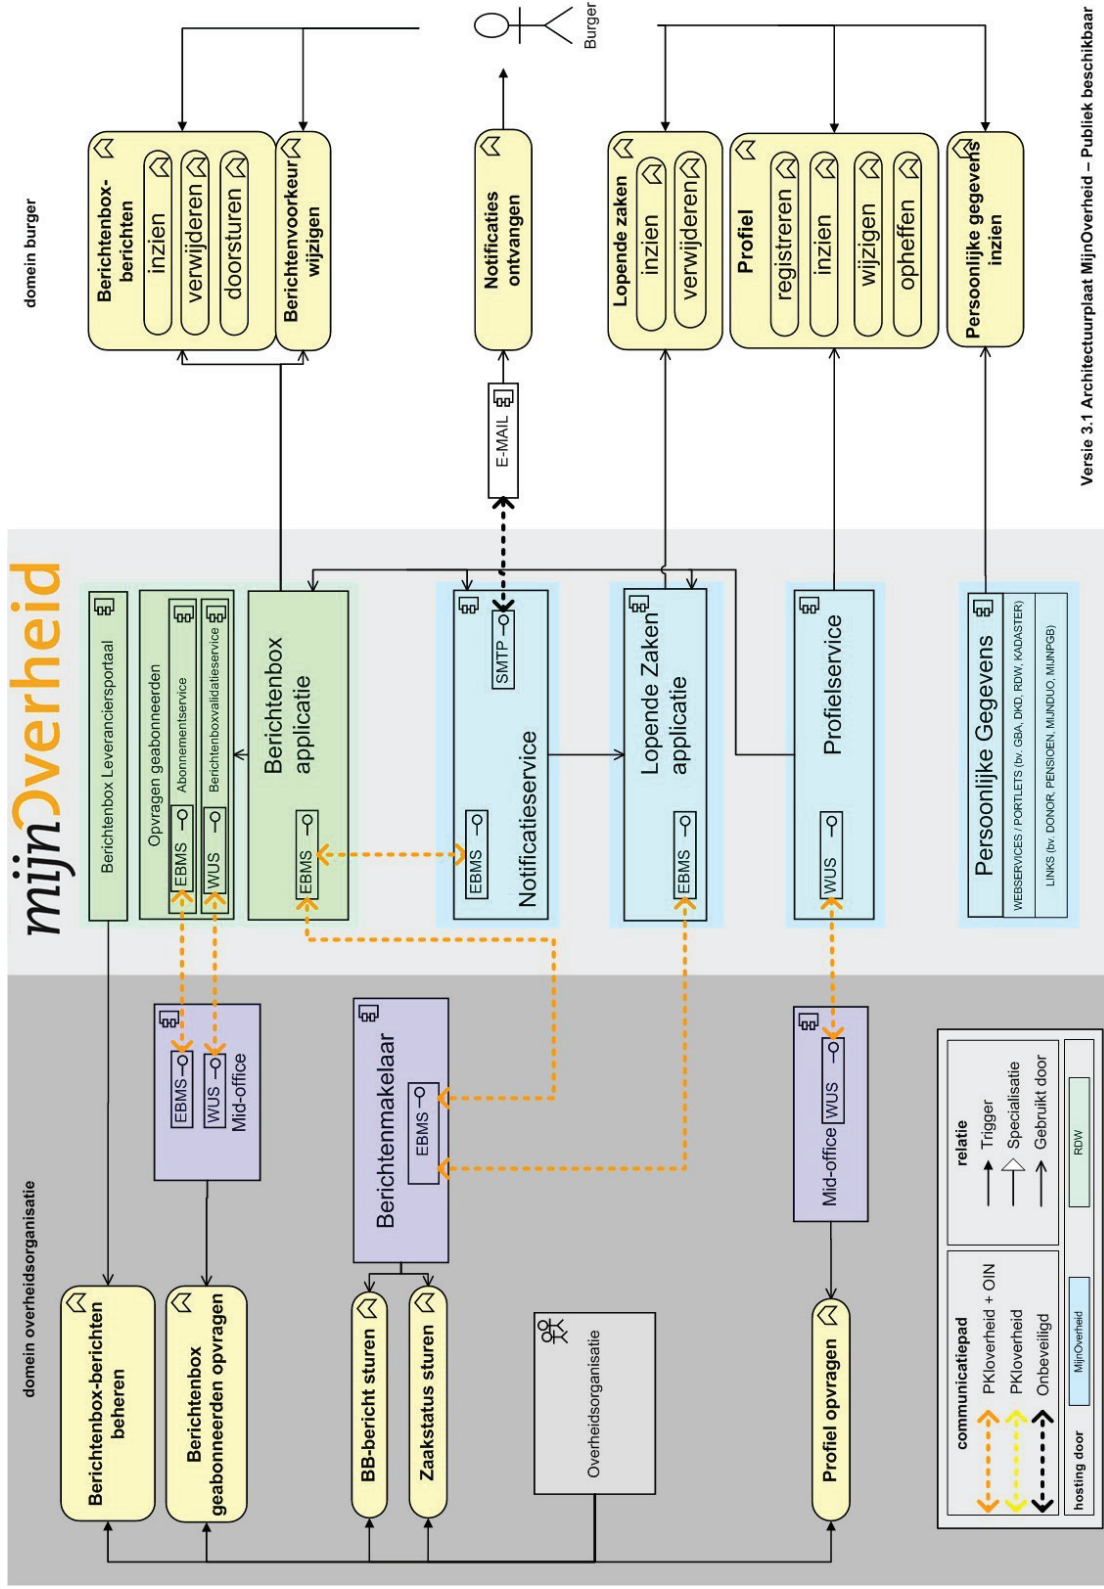 mijnOverheid
domein overheidsorganisatie
domein burger
Berichtenbox-berichten
beheren
Berichtenbox
geabonneerden opvragen
BB-bericht sturen
Zaakstatus sturen
Overheidsorganisatie
Profiel opvragen
EBMS
WUS
Mid-office
Berichtenmakelaar
EBMS
Mid-office
WUS
Berichtenbox Leveranciersportaal
Opvragen geabonneerden
EBMS
Abonnementservice
WUS
Berichtenboxvalidatieservice
Berichtenbox
applicatie
EBMS
EBMS
Notificatieservice
SMTP
E-MAIL
Lopende Zaken
applicatie
EBMS
WUS
Profielservice
Persoonlijke Gegevens
WEBSERVICES / PORTLETS (bv. GBA, DKD, RDW, KADASTER)
LINKS (bv. DONOR, PENSIOEN, MIJNDUO, MIJNPGB)
Berichtenbox-
berichten
inzien
verwijderen
doorsturen
Berichtenvoorkeur
wijzigen
Notificaties
ontvangen
Lopende zaken
inzien
verwijderen
Profiel
registreren
inzien
wijzigen
opheffen
Persoonlijke gegevens
inzien
Burger
communicatiepad
PKIoverheid + OIN
PKIoverheid
Onbeveiligd
relatie
Trigger
Specialisatie
Gebruikt door
hosting door
MijnOverheid
RDW
Versie 3.1 Architectuurplaat MijnOverheid – Publiek beschikbaar